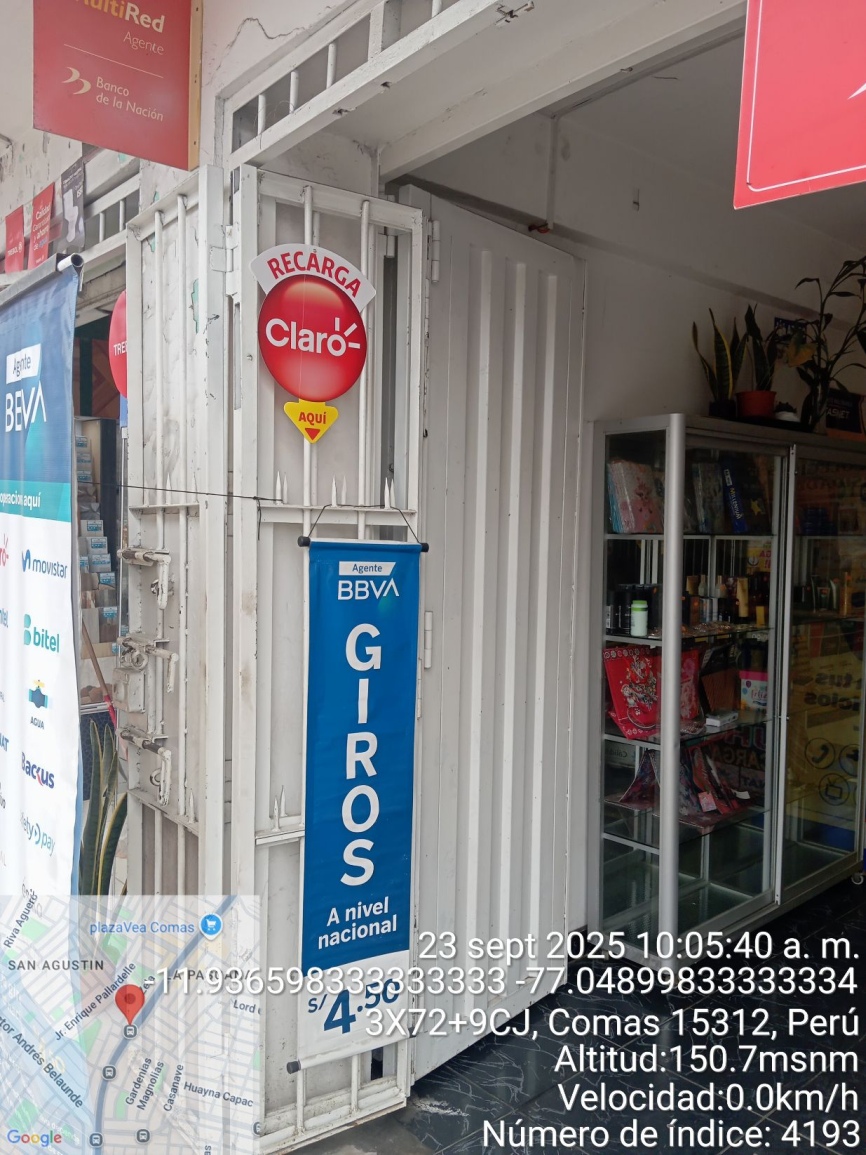 MultiRed
Agente
Banco
de la Nación
RECARGA
Claro
AQUÍ
Agente
BBVA
movistar
bitel
AGUA
Backus
Agente
BBVA
GIROS
A nivel
nacional
S/ 4.50
plazaVea Comas
SAN AGUSTIN
Jr. Enrique Pallardelle
Gardenias
Magnolias
Casanave
Huayna Capac
Google
23 sept 2025 10:05:40 a. m.
-11.936598333333333 -77.04899833333334
3X72+9CJ, Comas 15312, Perú
Altitud:150.7msnm
Velocidad:0.0km/h
Número de índice: 4193